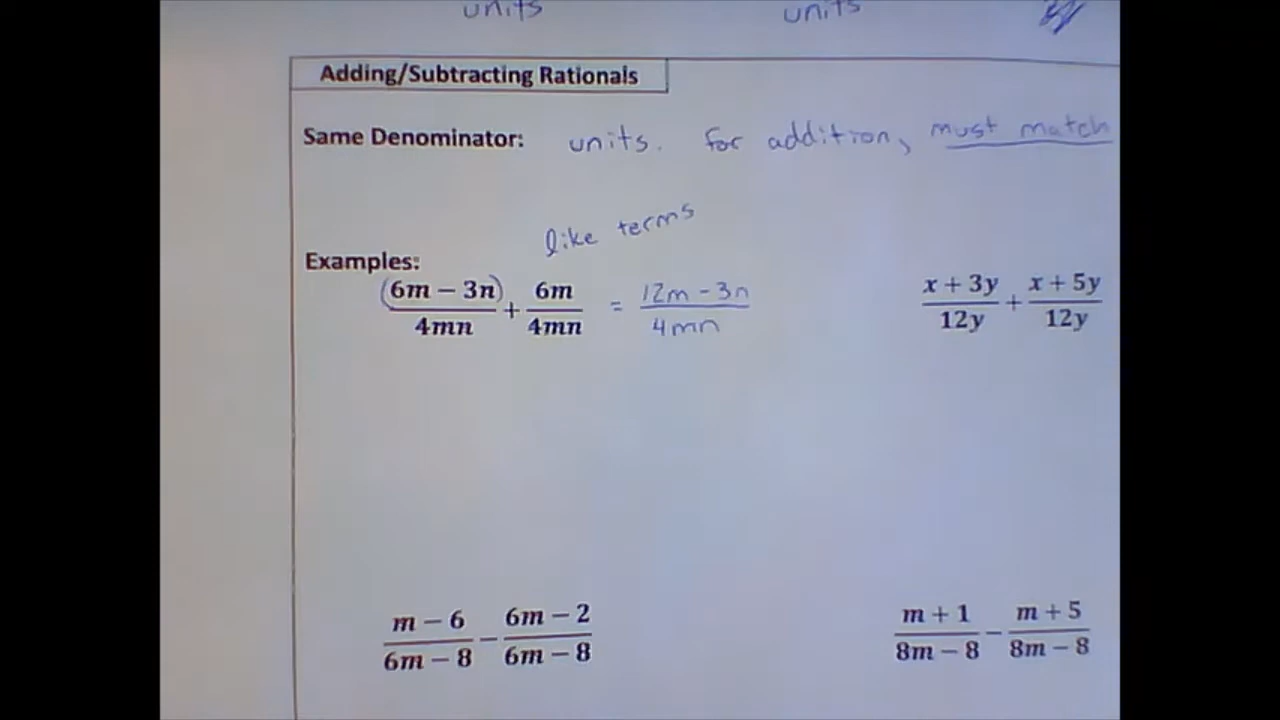 units units
Adding/Subtracting Rationals
Same Denominator: units. for addition, must match
like terms
Examples:
(6m − 3n)/4mn + 6m/4mn = 12m − 3n/4mn
x + 3y/12y + x + 5y/12y
m − 6/6m − 8 − 6m − 2/6m − 8
m + 1/8m − 8 − m + 5/8m − 8